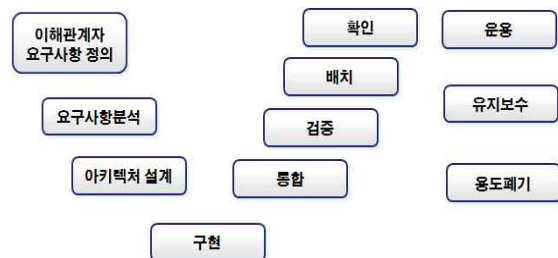 이해관계자
요구사항 정의
요구사항분석
아키텍처 설계
구현
통합
검증
배치
확인
운용
유지보수
용도폐기